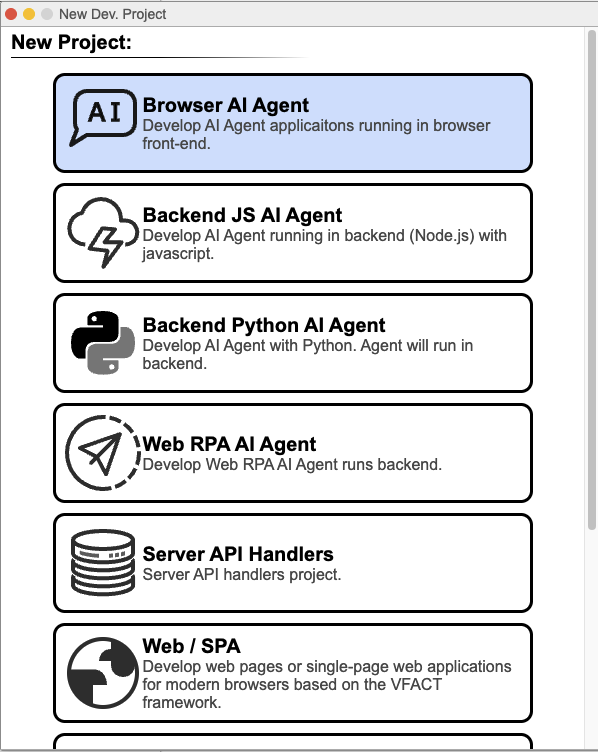 New Dev. Project
New Project:
AI
Browser AI Agent
Develop AI Agent applicaitons running in browser
front-end.
Backend JS AI Agent
Develop AI Agent running in backend (Node.js) with
javascript.
Backend Python AI Agent
Develop AI Agent with Python. Agent will run in
backend.
Web RPA AI Agent
Develop Web RPA AI Agent runs backend.
Server API Handlers
Server API handlers project.
Web / SPA
Develop web pages or single-page web applications
for modern browsers based on the VFACT
framework.